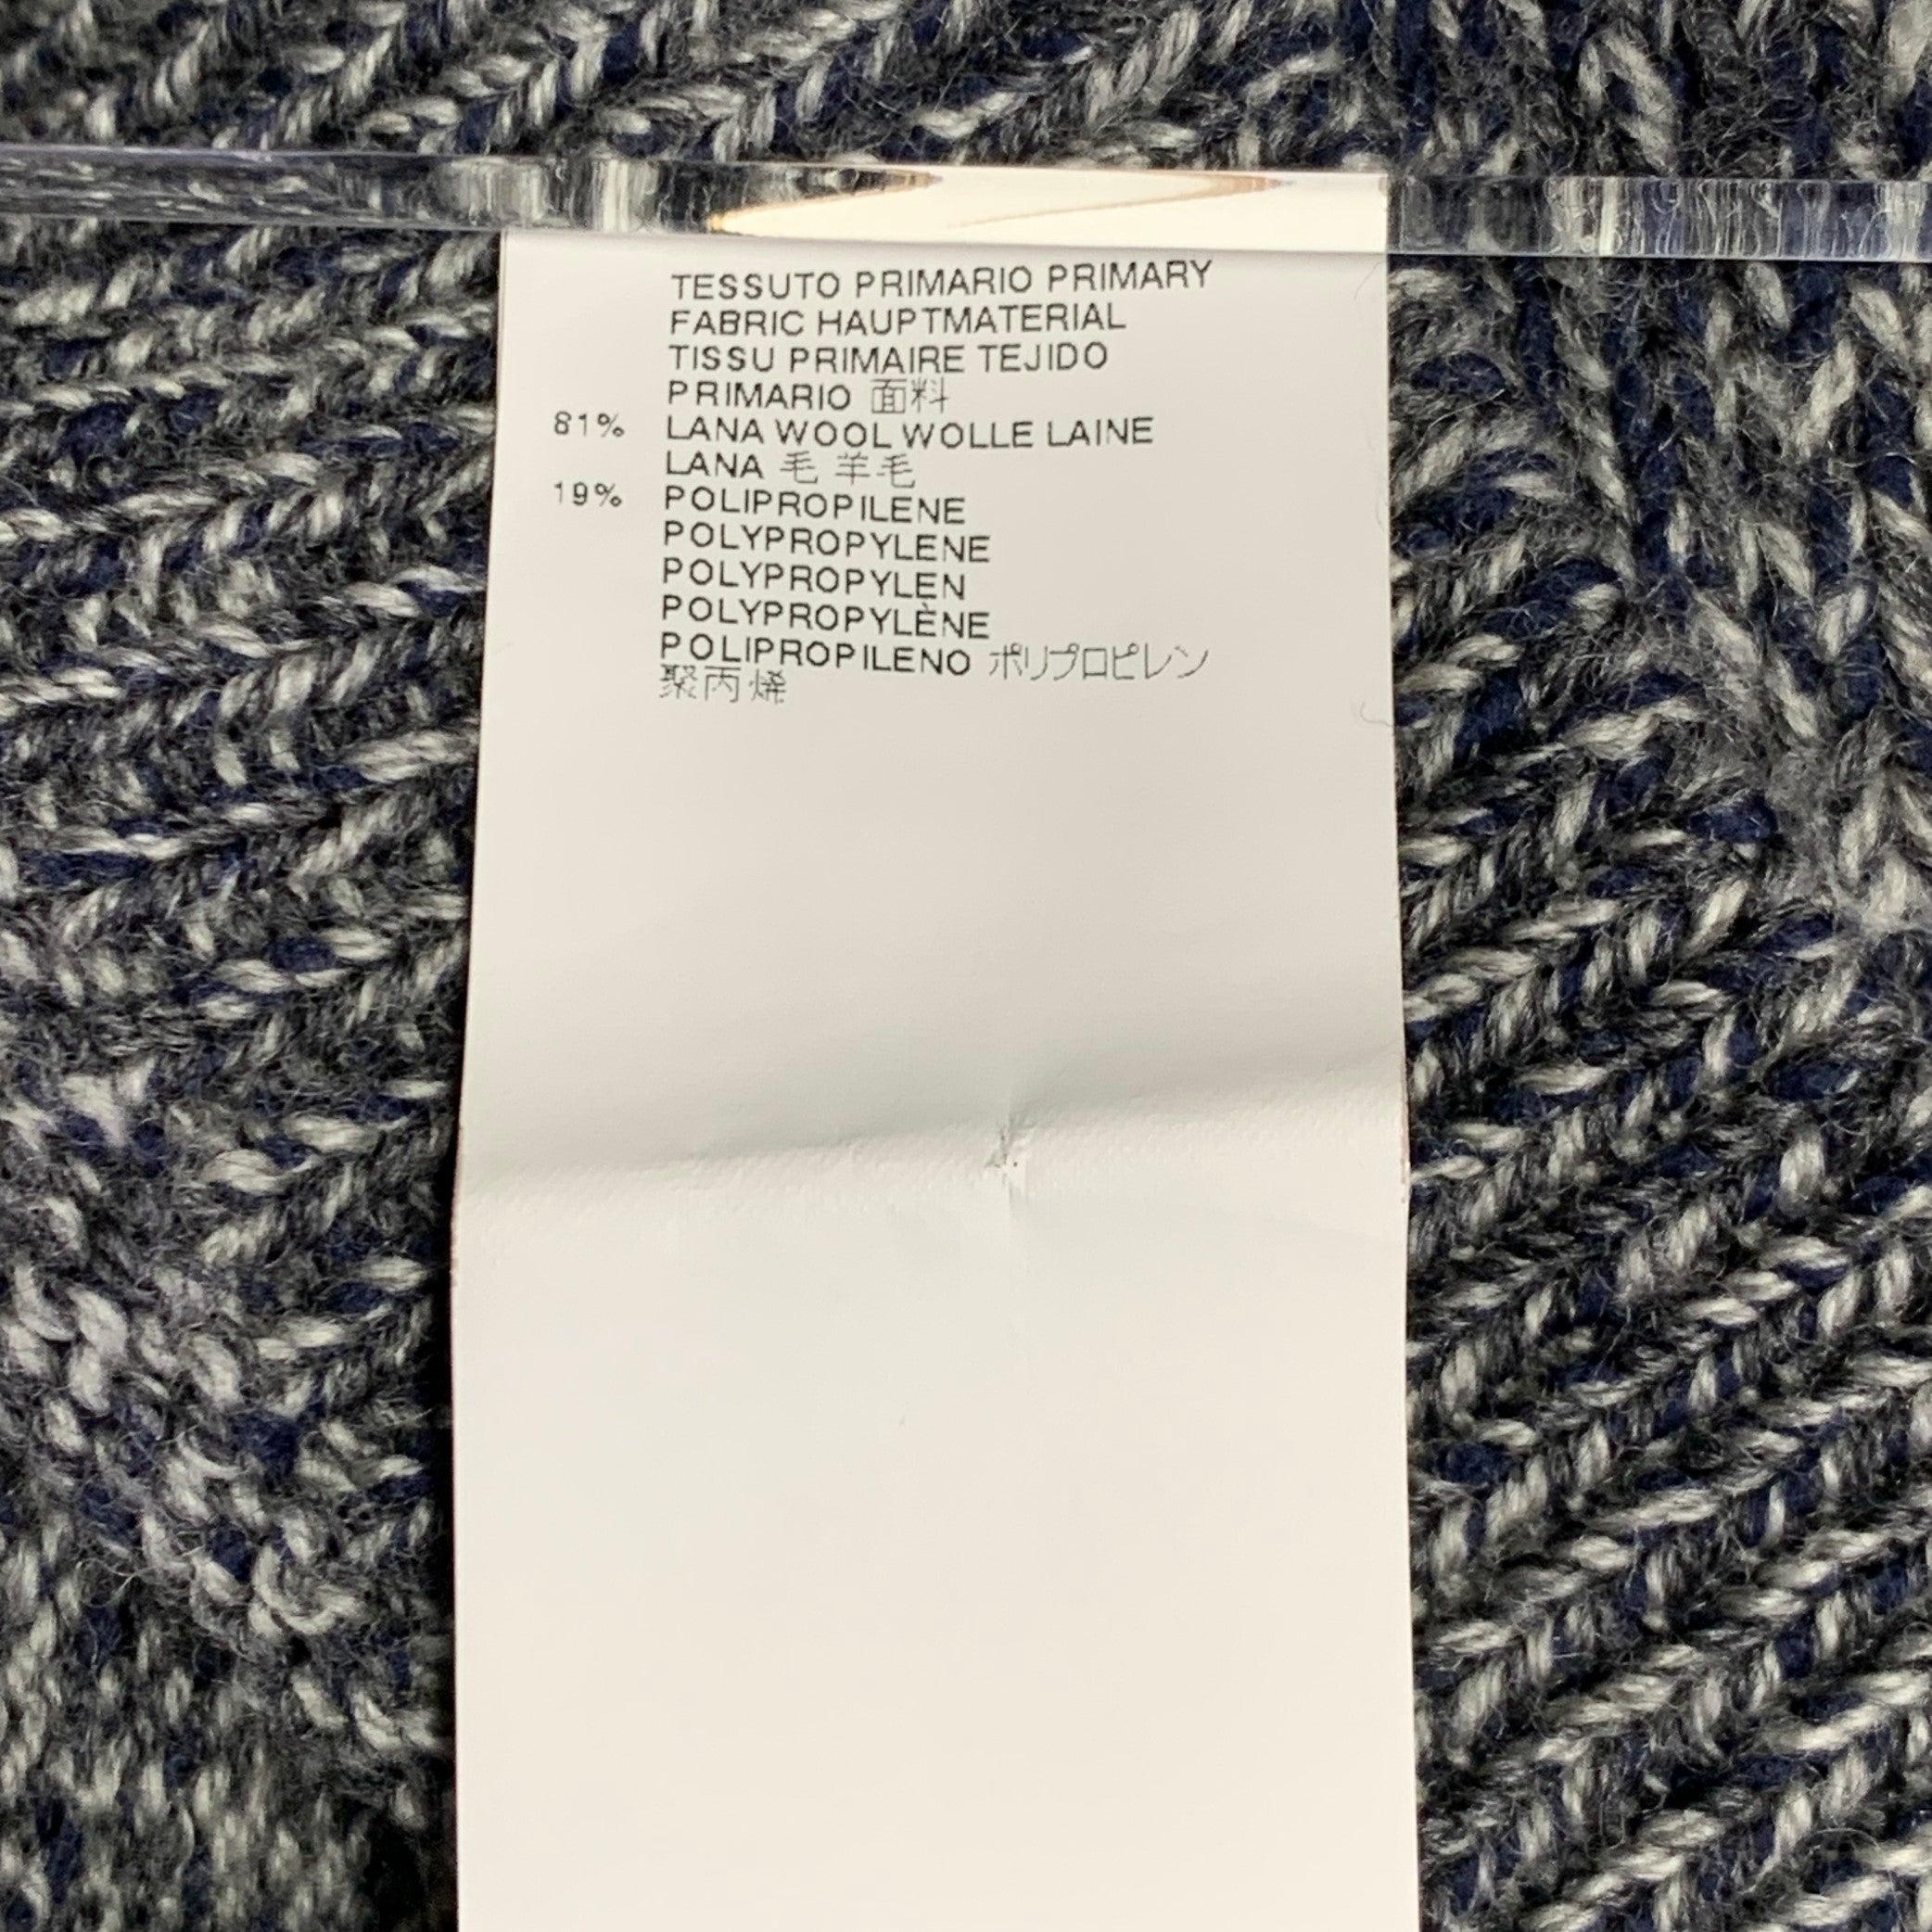 TESSUTO PRIMARIO PRIMARY
FABRIC HAUPTMATERIAL
TISSU PRIMAIRE TEJIDO
PRIMARIO 面料
81% LANA WOOL WOLLE LAINE
LANA 毛 羊毛
19% POLIPROPILENE
POLYPROPYLENE
POLYPROPYLEN
POLYPROPYLÈNE
POLIPROPILENO ポリプロピレン
聚丙烯